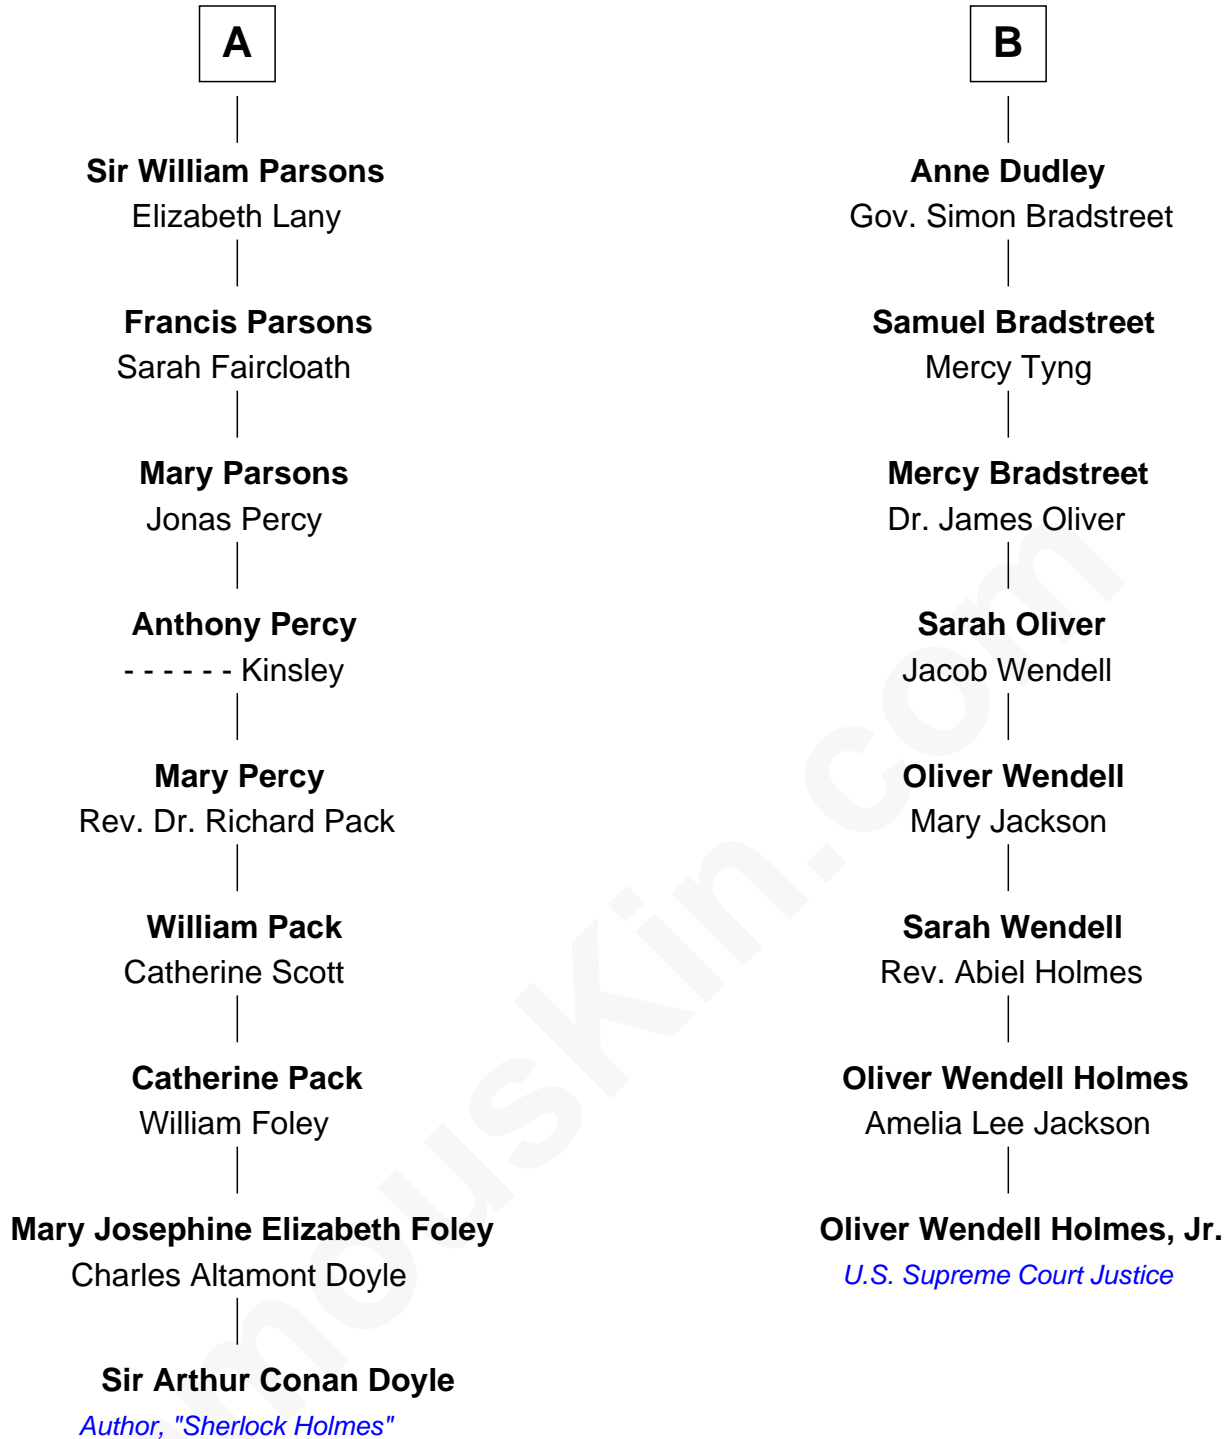 A
Sir William Parsons
Elizabeth Lany
Francis Parsons
Sarah Faircloath
Mary Parsons
Jonas Percy
Anthony Percy
- - - - - - Kinsley
Mary Percy
Rev. Dr. Richard Pack
William Pack
Catherine Scott
Catherine Pack
William Foley
Mary Josephine Elizabeth Foley
Charles Altamont Doyle
Sir Arthur Conan Doyle
Author, "Sherlock Holmes"
B
Anne Dudley
Gov. Simon Bradstreet
Samuel Bradstreet
Mercy Tyng
Mercy Bradstreet
Dr. James Oliver
Sarah Oliver
Jacob Wendell
Oliver Wendell
Mary Jackson
Sarah Wendell
Rev. Abiel Holmes
Oliver Wendell Holmes
Amelia Lee Jackson
Oliver Wendell Holmes, Jr.
U.S. Supreme Court Justice
mousKin.com